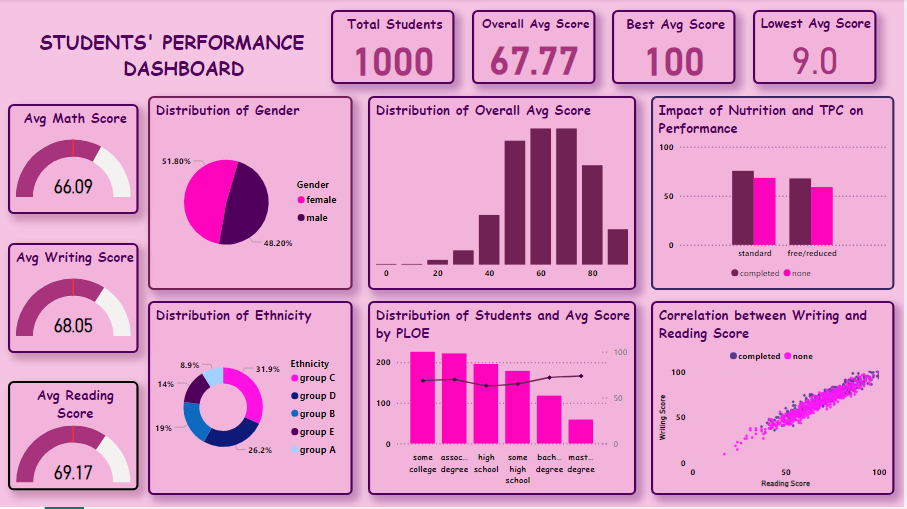 STUDENTS' PERFORMANCE
DASHBOARD
Total Students
1000
Overall Avg Score
67.77
Best Avg Score
100
Lowest Avg Score
9.0
Avg Math Score
66.09
Avg Writing Score
68.05
Avg Reading
Score
69.17
Distribution of Gender
51.80%
48.20%
Gender
female
male
Distribution of Overall Avg Score
0
20
40
60
80
Impact of Nutrition and TPC on
Performance
100
50
0
standard
free/reduced
completed
none
Distribution of Ethnicity
8.9%
31.9%
14%
19%
26.2%
Ethnicity
group C
group D
group B
group E
group A
Distribution of Students and Avg Score
by PLOE
200
100
0
100
50
0
some
college
assoc...
degree
high
school
some
high
school
bach...
degree
mast...
degree
Correlation between Writing and
Reading Score
completed
none
Writing Score
100
50
0
0
50
100
Reading Score